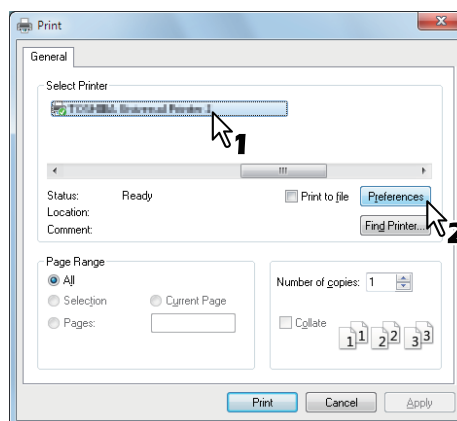 Print
General
Select Printer
1
Status: Ready
Print to file
Preferences
Location:
Comment:
Find Printer...
2
Page Range
All
Selection
Current Page
Pages:
Number of copies: 1
Collate
1 1 2 2 3 3
Print
Cancel
Apply